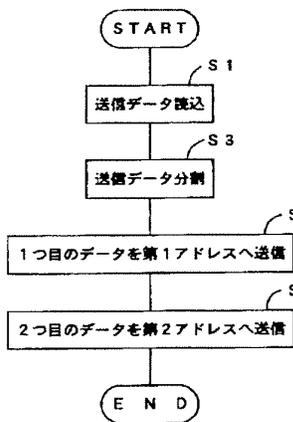 START
S1
送信データ読込
S3
送信データ分割
S
1つ目のデータを第1アドレスへ送信
S
2つ目のデータを第2アドレスへ送信
END